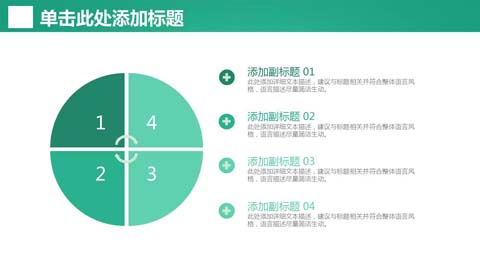 单击此处添加标题
1
4
2
3
添加副标题 01
此处添加详细文本描述，建议与标题相关并符合整体语言风
格，语言描述尽量简洁生动。
添加副标题 02
此处添加详细文本描述，建议与标题相关并符合整体语言风
格，语言描述尽量简洁生动。
添加副标题 03
此处添加详细文本描述，建议与标题相关并符合整体语言风
格，语言描述尽量简洁生动。
添加副标题 04
此处添加详细文本描述，建议与标题相关并符合整体语言风
格，语言描述尽量简洁生动。